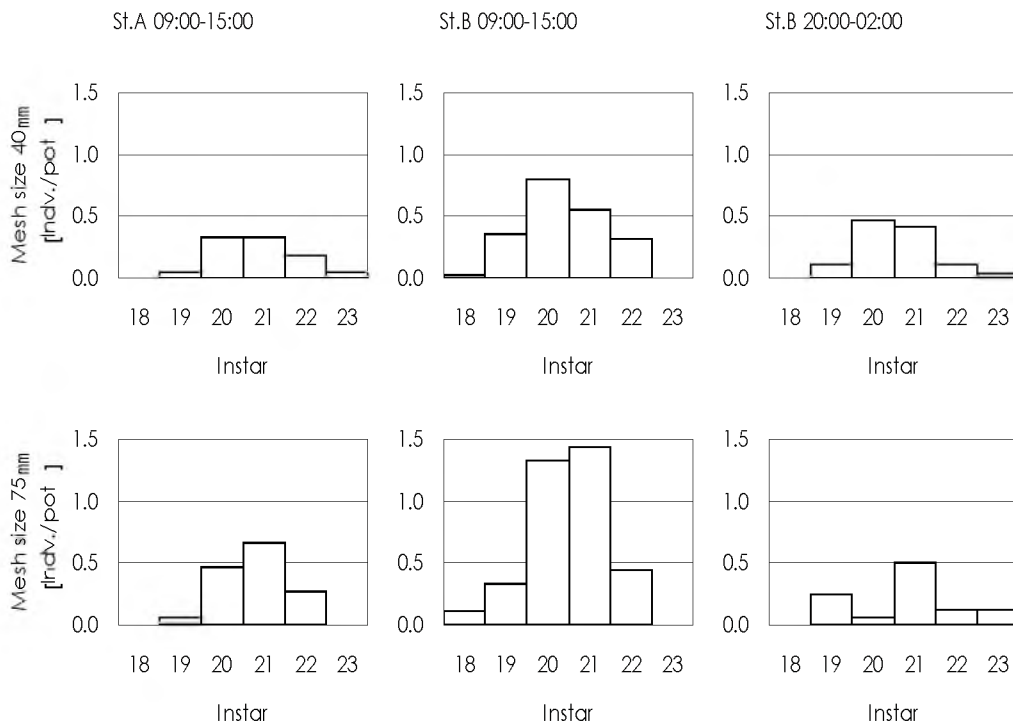 St.A 09:00-15:00 St.B 09:00-15:00 St.B 20:00-02:00
Mesh size 40mm
[Indv./pot ]
1.5 1.5 1.5
1.0 1.0 1.0
0.5 0.5 0.5
0.0 0.0 0.0
18 19 20 21 22 23 18 19 20 21 22 23 18 19 20 21 22 23
Instar Instar Instar
Mesh size 75mm
[Indv./pot ]
1.5 1.5 1.5
1.0 1.0 1.0
0.5 0.5 0.5
0.0 0.0 0.0
18 19 20 21 22 23 18 19 20 21 22 23 18 19 20 21 22 23
Instar Instar Instar